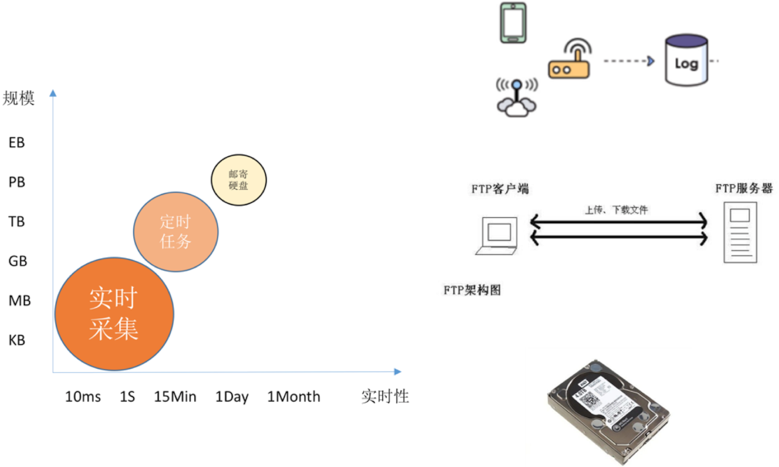 规模
EB
PB
TB
GB
MB
KB
邮寄
硬盘
定时
任务
实时
采集
10ms 1S 15Min 1Day 1Month 实时性
Log
FTP客户端
FTP服务器
上传、下载文件
FTP架构图